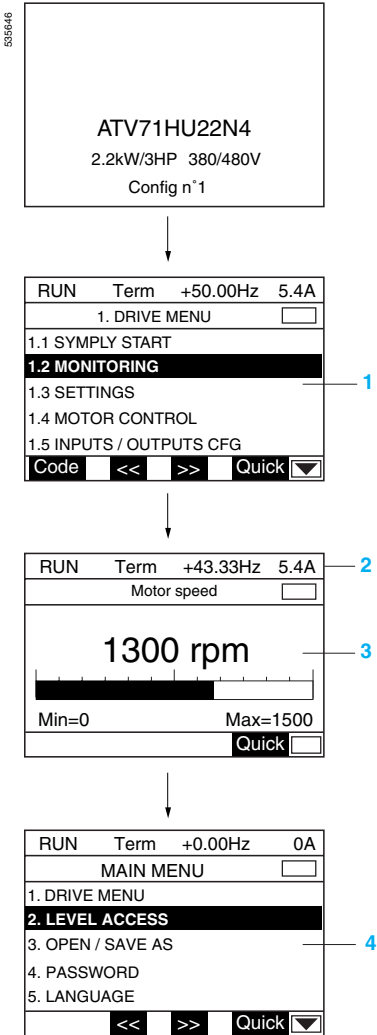 535646
ATV71HU22N4
2.2kW/3HP 380/480V
Config n°1
RUN Term +50.00Hz 5.4A
1. DRIVE MENU
1.1 SYMPLY START
1.2 MONITORING
1.3 SETTINGS
1.4 MOTOR CONTROL
1.5 INPUTS / OUTPUTS CFG
Code << >> Quick
1
RUN Term +43.33Hz 5.4A
2
Motor speed
1300 rpm
3
Min=0 Max=1500
Quick
RUN Term +0.00Hz 0A
MAIN MENU
1. DRIVE MENU
2. LEVEL ACCESS
3. OPEN / SAVE AS
4
4. PASSWORD
5. LANGUAGE
<< >> Quick